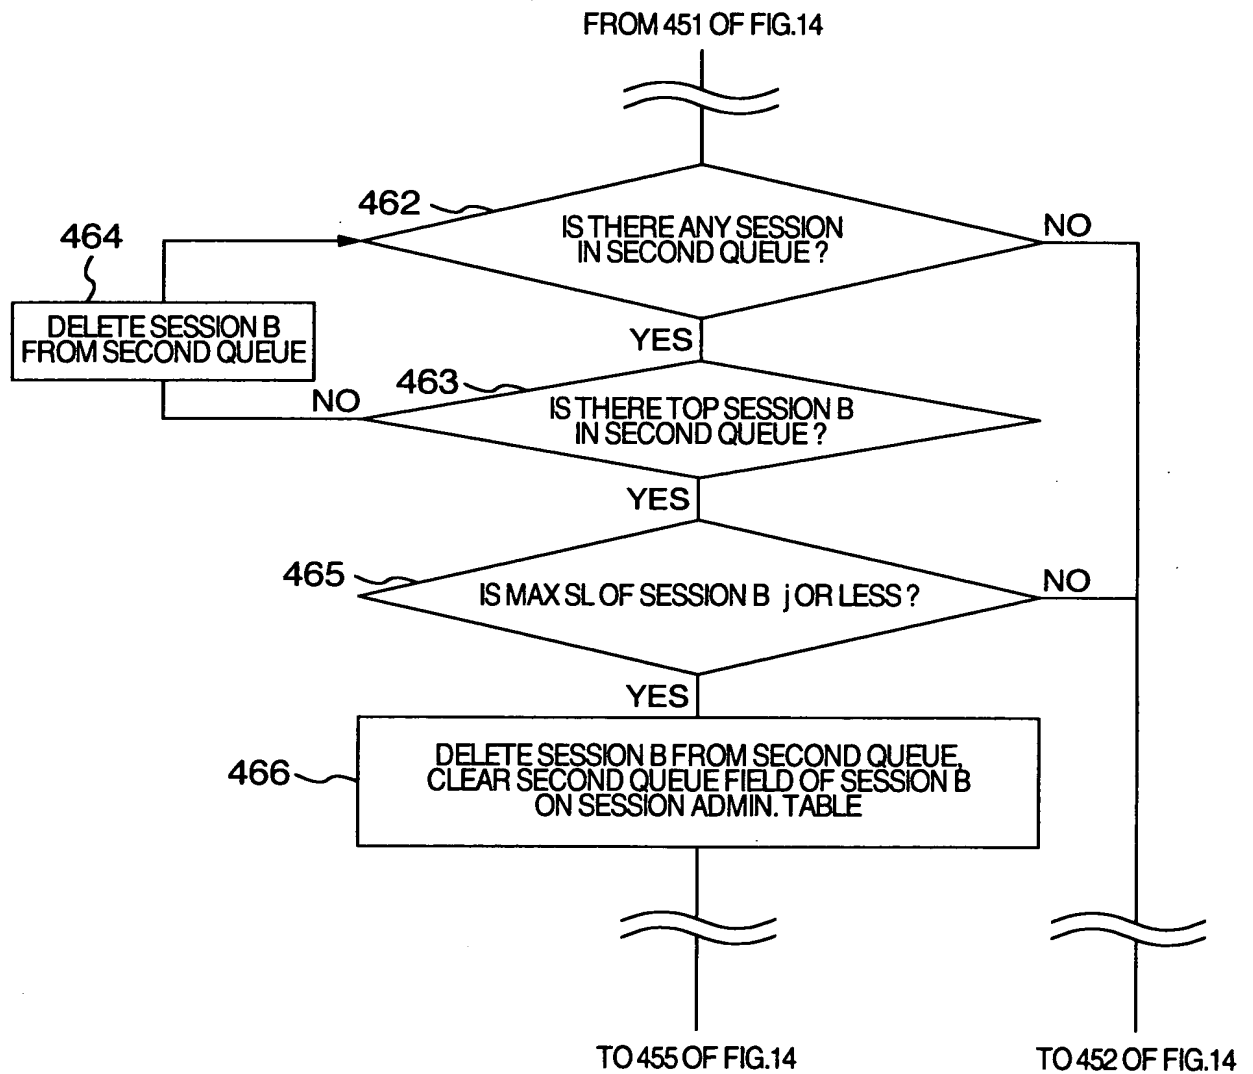 FROM 451 OF FIG.14
462
IS THERE ANY SESSION
IN SECOND QUEUE ?
NO
464
DELETE SESSION B
FROM SECOND QUEUE
YES
463
NO
IS THERE TOP SESSION B
IN SECOND QUEUE ?
YES
465
IS MAX SL OF SESSION B j OR LESS ?
NO
YES
466
DELETE SESSION B FROM SECOND QUEUE,
CLEAR SECOND QUEUE FIELD OF SESSION B
ON SESSION ADMIN. TABLE
TO 455 OF FIG.14
TO 452 OF FIG.14